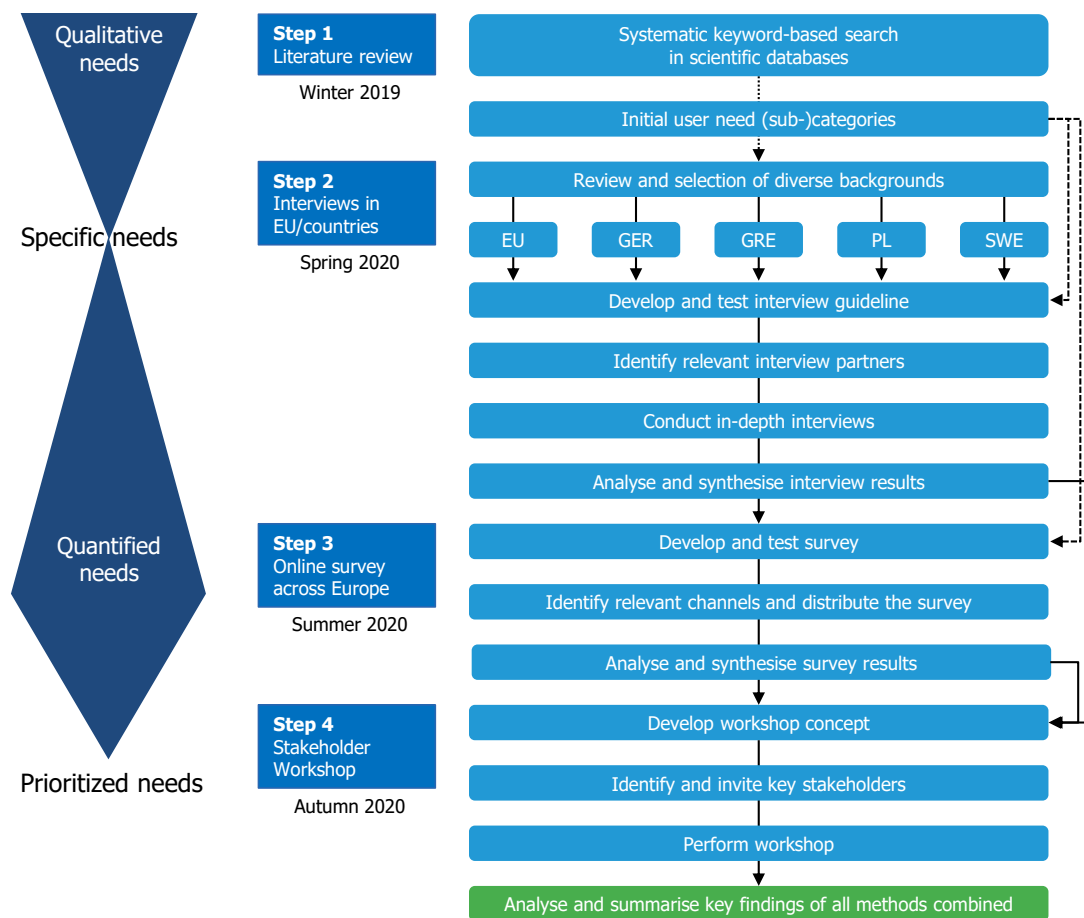 Qualitative
needs
Specific needs
Quantified
needs
Prioritized needs
Step 1
Literature review
Winter 2019
Step 2
Interviews in
EU/countries
Spring 2020
Step 3
Online survey
across Europe
Summer 2020
Step 4
Stakeholder
Workshop
Autumn 2020
Systematic keyword-based search
in scientific databases
Initial user need (sub-)categories
Review and selection of diverse backgrounds
EU
GER
GRE
PL
SWE
Develop and test interview guideline
Identify relevant interview partners
Conduct in-depth interviews
Analyse and synthesise interview results
Develop and test survey
Identify relevant channels and distribute the survey
Analyse and synthesise survey results
Develop workshop concept
Identify and invite key stakeholders
Perform workshop
Analyse and summarise key findings of all methods combined